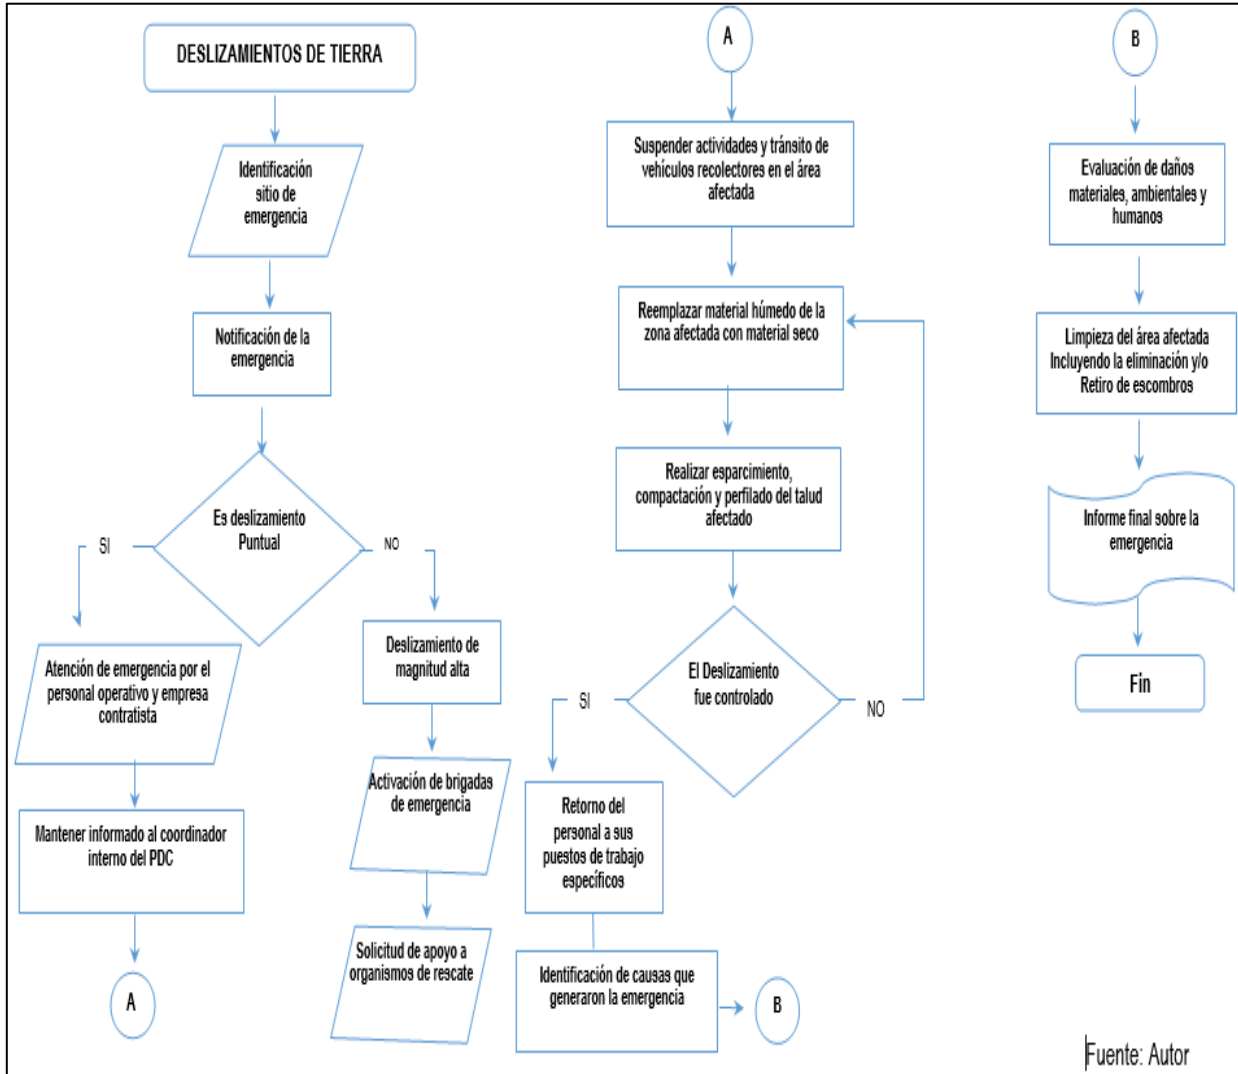 DESLIZAMIENTOS DE TIERRA
Identificación
sitio de
emergencia
Notificación de la
emergencia
Es deslizamiento
Puntual
SI
NO
Atención de emergencia por el
personal operativo y empresa
contratista
Mantener informado al coordinador
interno del PDC
A
Deslizamiento de
magnitud alta
Activación de brigadas
de emergencia
Solicitud de apoyo a
organismos de rescate
A
Suspender actividades y tránsito de
vehículos recolectores en el área
afectada
Reemplazar material húmedo de la
zona afectada con material seco
Realizar esparcimiento,
compactación y perfilado del talud
afectado
El Deslizamiento
fue controlado
SI
NO
Retorno del
personal a sus
puestos de trabajo
específicos
Identificación de causas que
generaron la emergencia
B
B
Evaluación de daños
materiales, ambientales y
humanos
Limpieza del área afectada
Incluyendo la eliminación y/o
Retiro de escombros
Informe final sobre la
emergencia
Fin
Fuente: Autor